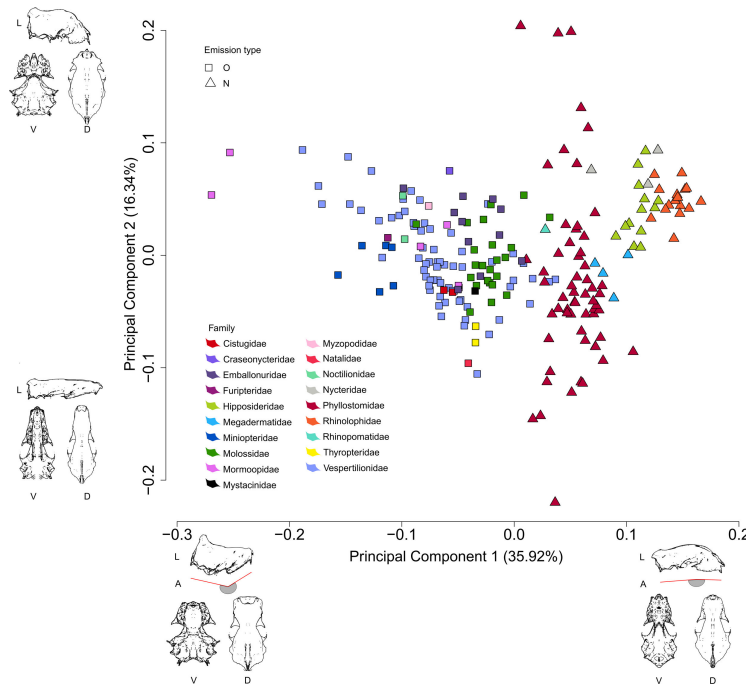 L
V
D
Emission type
O
N
0.2
0.1
0.0
−0.1
−0.2
Principal Component 2 (16.34%)
Family
Cistugidae
Craseonycteridae
Emballonuridae
Furipteridae
Hipposideridae
Megadermatidae
Miniopteridae
Molossidae
Mormoopidae
Mystacinidae
Myzopodidae
Natalidae
Noctilionidae
Nycteridae
Phyllostomidae
Rhinolophidae
Rhinopomatidae
Thyropteridae
Vespertilionidae
L
V
D
−0.3
−0.2
−0.1
0.0
0.1
0.2
Principal Component 1 (35.92%)
L
A
V
D
L
A
V
D